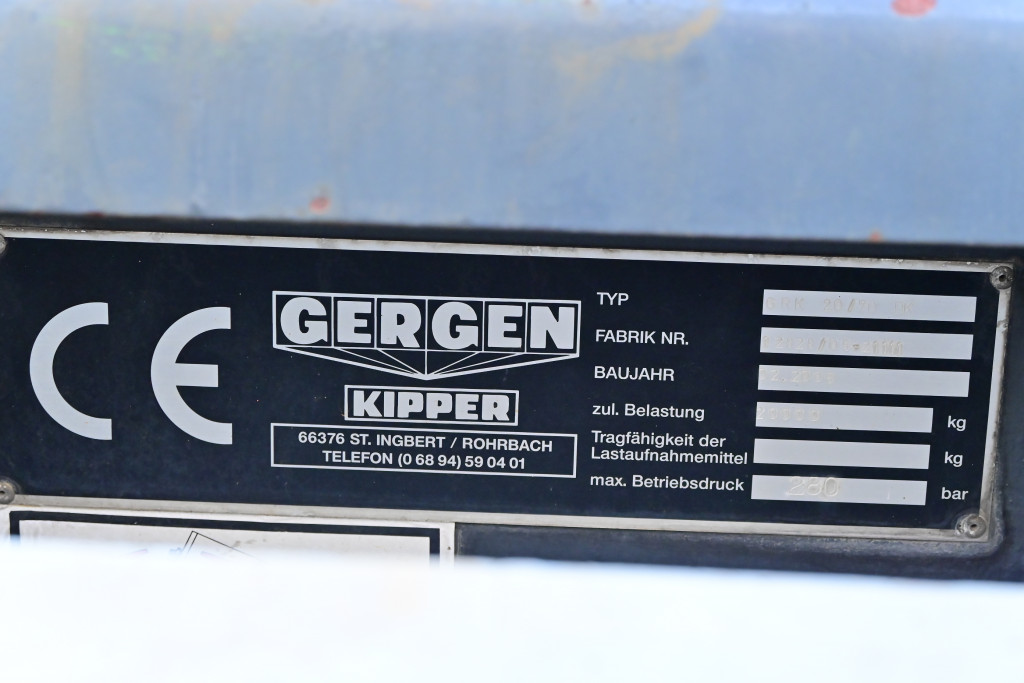 CE
GERGEN
KIPPER
66376 ST. INGBERT / ROHRBACH
TELEFON (0 68 94) 59 04 01
TYP
FABRIK NR.
BAUJAHR
zul. Belastung kg
Tragfähigkeit der
Lastaufnahmemittel kg
max. Betriebsdruck 280 bar